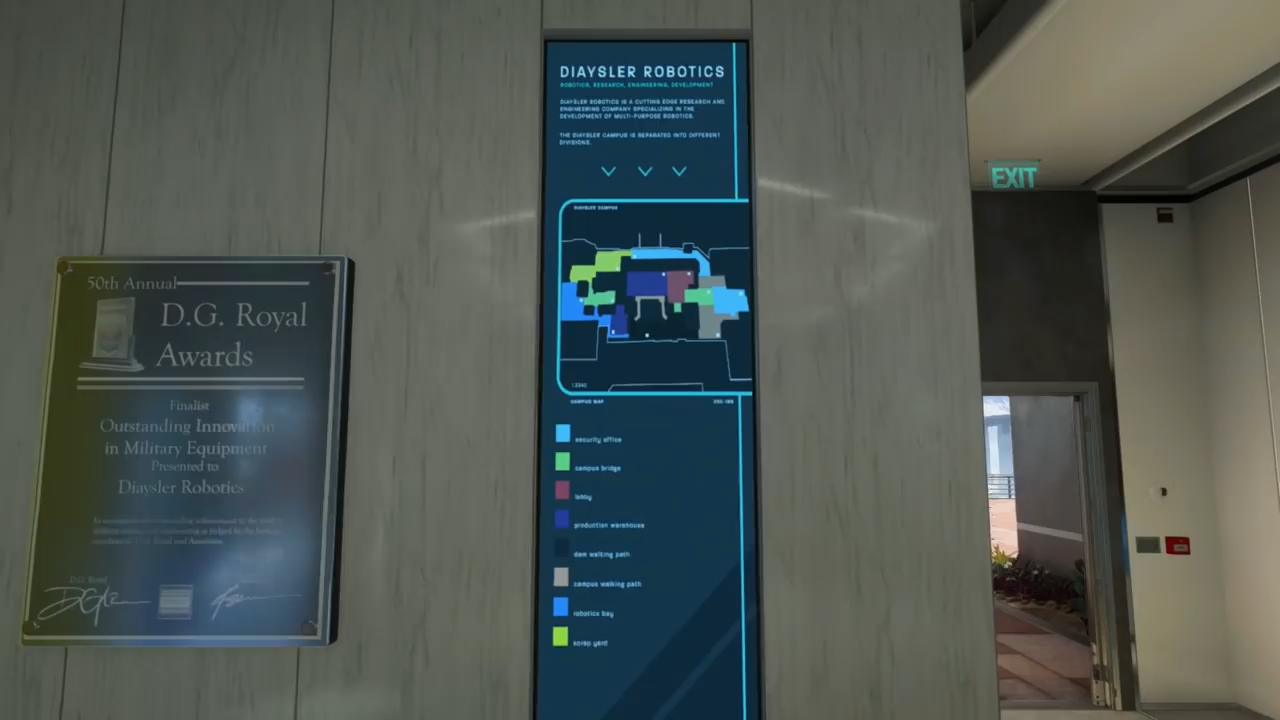 50th Annual
D.G. Royal
Awards
Finalist
Outstanding Innovation
in Military Equipment
Presented to
Diaysler Robotics
D.G. Royal
DIAYSLER ROBOTICS
ROBOTICS, RESEARCH, ENGINEERING, DEVELOPMENT
DIAYSLER ROBOTICS IS A CUTTING EDGE RESEARCH AND
ENGINEERING COMPANY SPECIALIZING IN THE
DEVELOPMENT OF MULTI-PURPOSE ROBOTICS.
THE DIAYSLER CAMPUS IS SEPARATED INTO DIFFERENT
DIVISIONS.
DIAYSLER CAMPUS
CAMPUS MAP
security office
campus bridge
lobby
production warehouse
dam walking path
campus walking path
robotics bay
scrap yard
EXIT